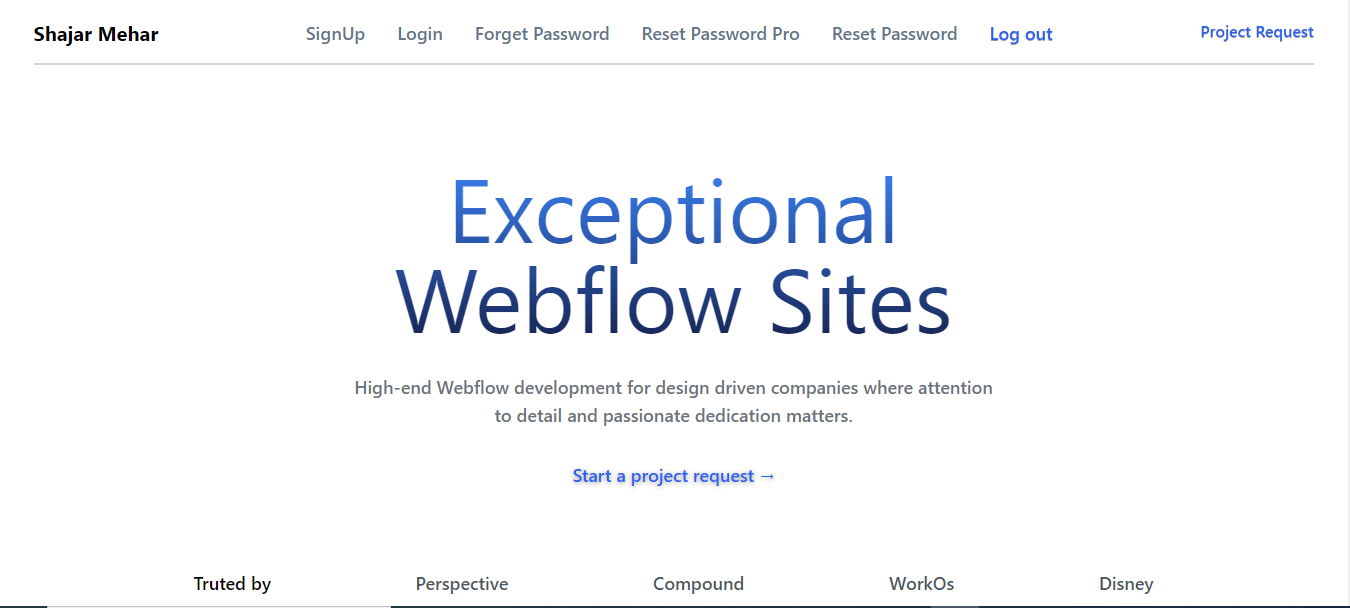 Shajar Mehar SignUp Login Forget Password Reset Password Pro Reset Password Log out Project Request
Exceptional
Webflow Sites
High-end Webflow development for design driven companies where attention
to detail and passionate dedication matters.
Start a project request →
Truted by Perspective Compound WorkOs Disney